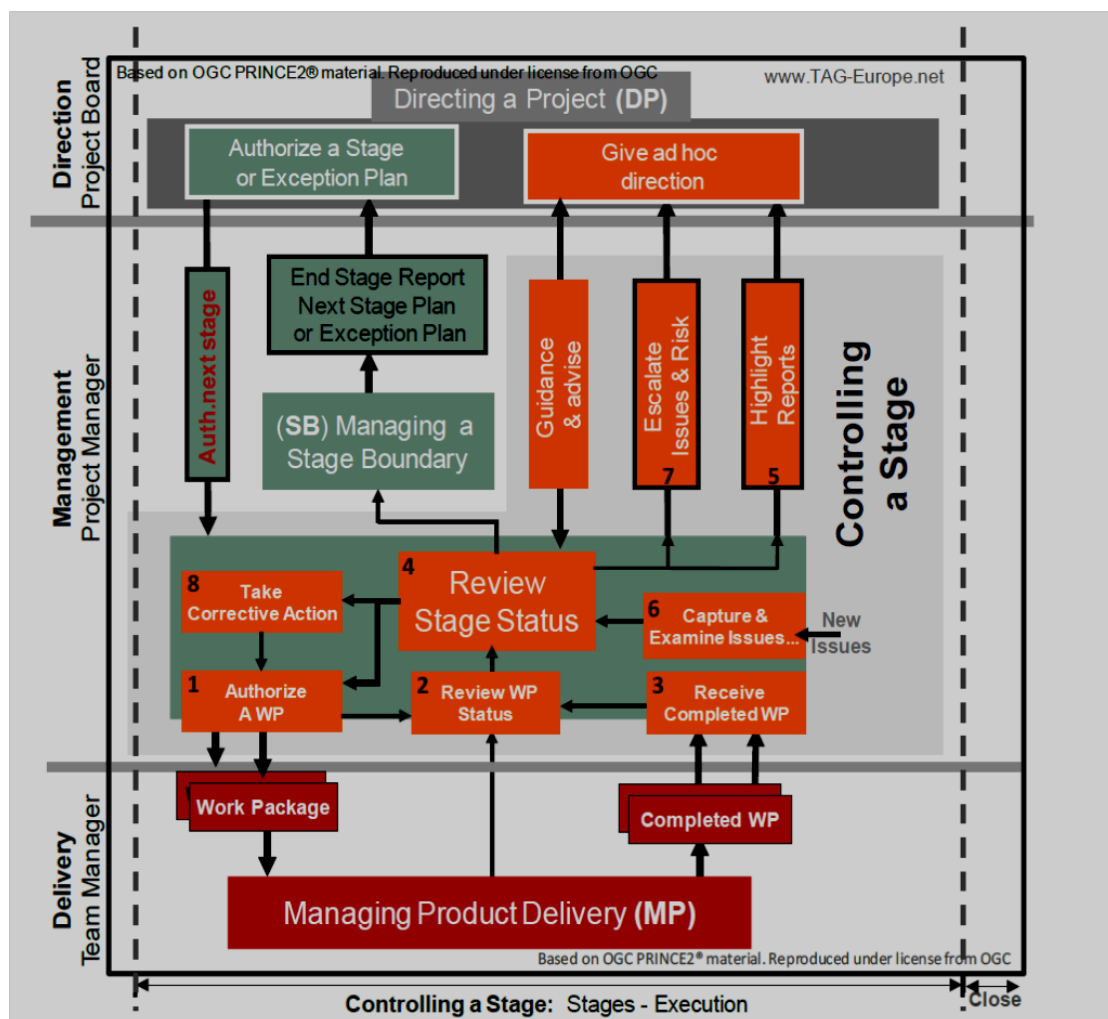 Based on OGC PRINCE2® material. Reproduced under license from OGC
www.TAG-Europe.net
Directing a Project (DP)
Direction
Project Board
Authorize a Stage
or Exception Plan
Give ad hoc
direction
Management
Project Manager
Auth.next stage
End Stage Report
Next Stage Plan
or Exception Plan
(SB) Managing a
Stage Boundary
Guidance
& advise
Escalate
Issues & Risk
7
Highlight
Reports
5
Controlling
a Stage
8
Take
Corrective Action
4
Review
Stage Status
6
Capture &
Examine Issues...
New
Issues
1
Authorize
A WP
2
Review WP
Status
3
Receive
Completed WP
Delivery
Team Manager
Work Package
Completed WP
Managing Product Delivery (MP)
Based on OGC PRINCE2® material. Reproduced under license from OGC
Controlling a Stage: Stages - Execution
Close